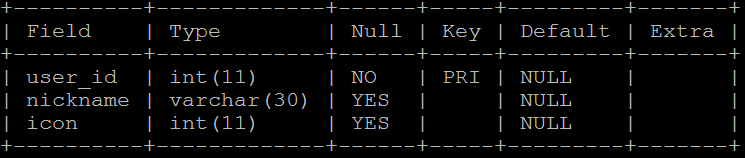 +----------+-------------+------+-----+---------+-------+
| Field    | Type        | Null | Key | Default | Extra |
+----------+-------------+------+-----+---------+-------+
| user_id  | int(11)     | NO   | PRI | NULL    |       |
| nickname | varchar(30) | YES  |     | NULL    |       |
| icon     | int(11)     | YES  |     | NULL    |       |
+----------+-------------+------+-----+---------+-------+